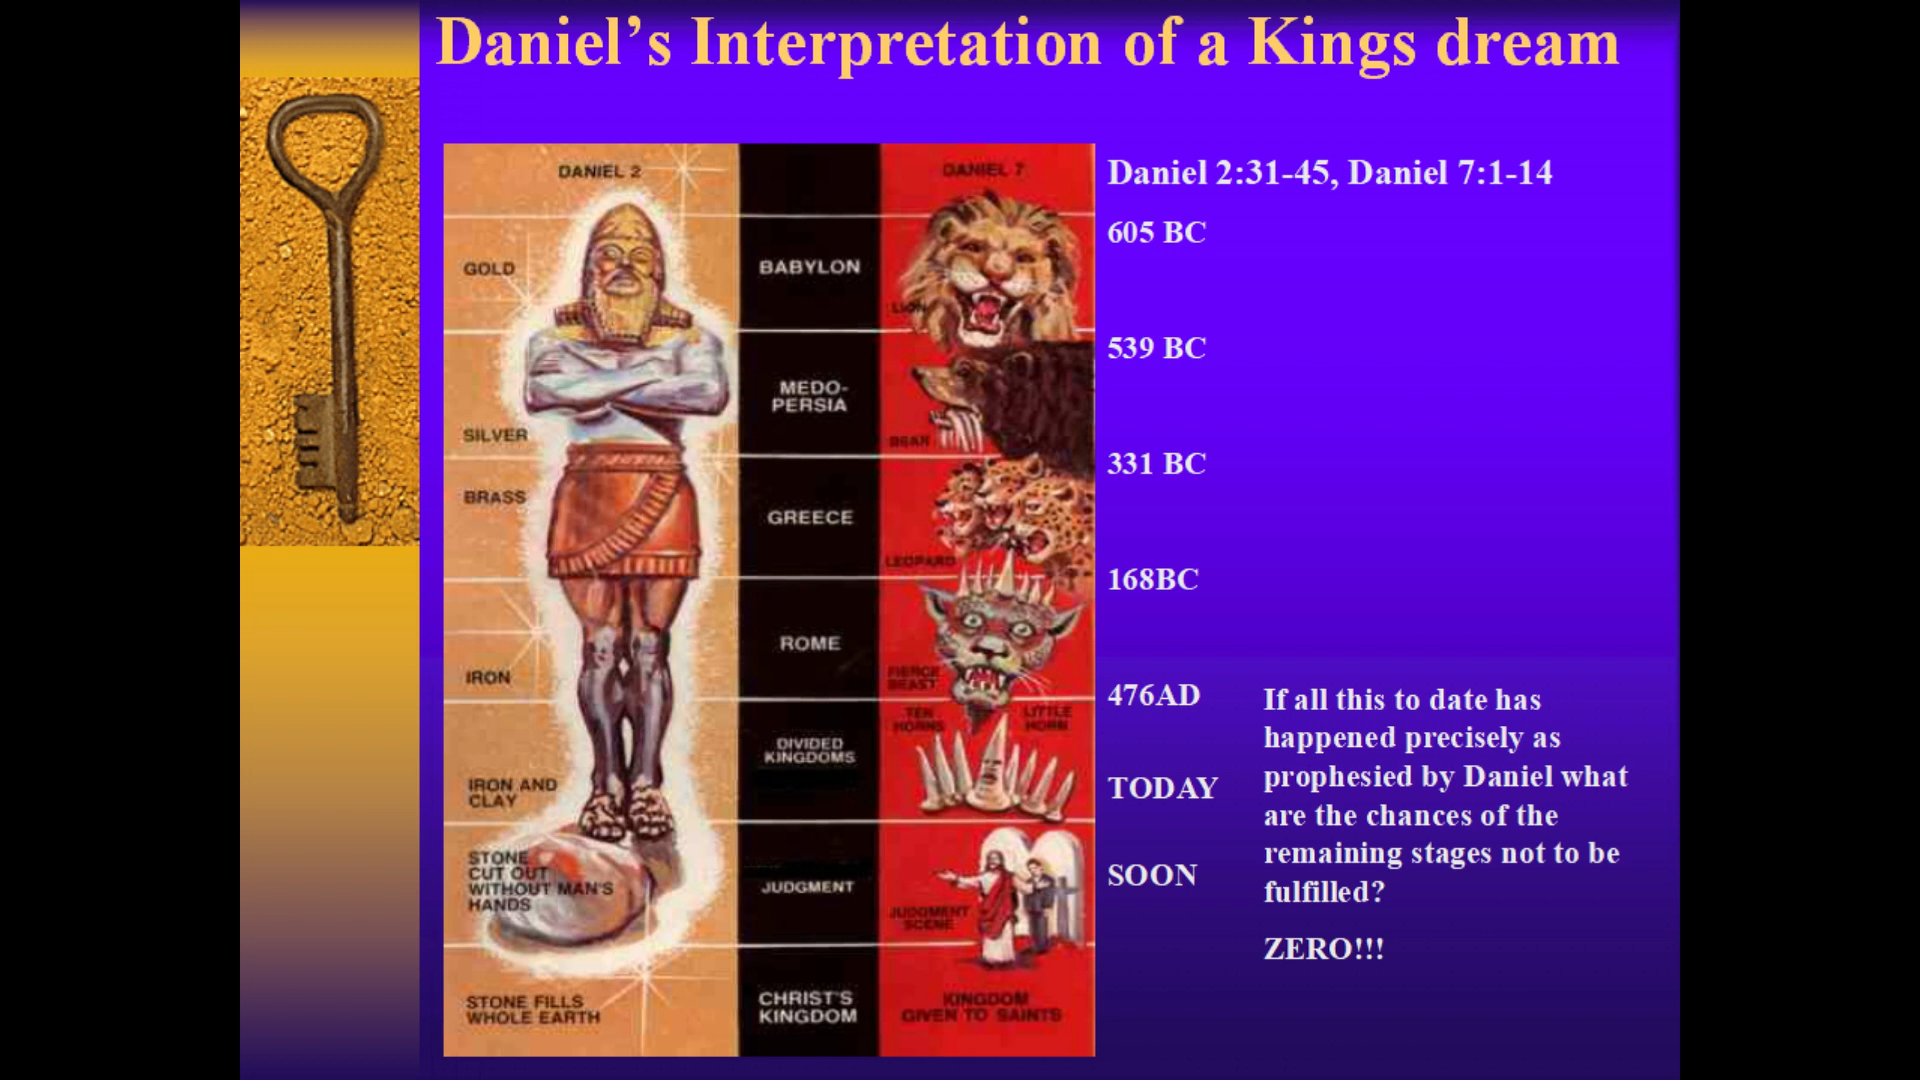 Daniel’s Interpretation of a Kings dream
DANIEL 2
DANIEL 7
Daniel 2:31-45, Daniel 7:1-14
605 BC
GOLD
BABYLON
LION
539 BC
MEDO-
PERSIA
SILVER
BEAR
331 BC
BRASS
GREECE
LEOPARD
168BC
ROME
IRON
FIERCE
BEAST
476AD
TEN
HORNS
LITTLE
HORN
DIVIDED
KINGDOMS
IRON AND
CLAY
TODAY
STONE
CUT OUT
WITHOUT MAN'S
HANDS
JUDGMENT
JUDGMENT
SCENE
SOON
STONE FILLS
WHOLE EARTH
CHRIST'S
KINGDOM
KINGDOM
GIVEN TO SAINTS
If all this to date has
happened precisely as
prophesied by Daniel what
are the chances of the
remaining stages not to be
fulfilled?
ZERO!!!